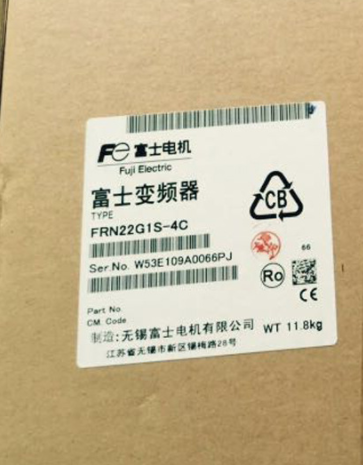 Fe 富士电机
Fuji Electric
富士变频器
TYPE
FRN22G1S-4C
Ser.No. W53E109A0066PJ
CB
Ro
66
CE
Part No.
CM. Code
制造:无锡富士电机有限公司 WT 11.8kg
江苏省无锡市新区锡梅路28号